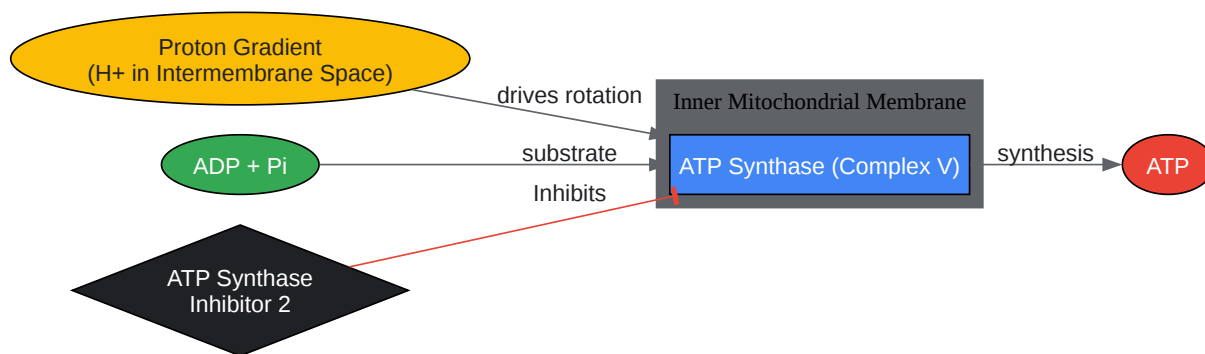 Proton Gradient
(H+ in Intermembrane Space)
drives rotation
Inner Mitochondrial Membrane
ADP + Pi
substrate
ATP Synthase (Complex V)
synthesis
ATP
Inhibits
ATP Synthase
Inhibitor 2